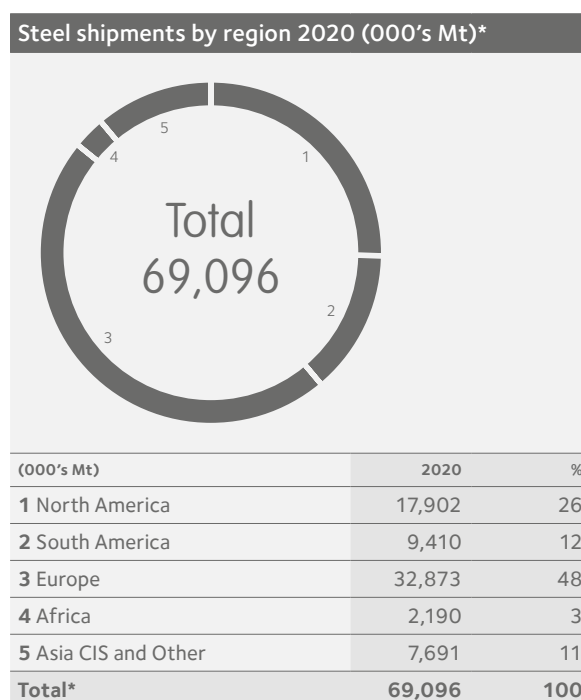 Steel shipments by region 2020 (000's Mt)*
5
1
4
Total
69,096
2
3
(000's Mt) 2020 %
1 North America 17,902 26
2 South America 9,410 12
3 Europe 32,873 48
4 Africa 2,190 3
5 Asia CIS and Other 7,691 11
Total* 69,096 100